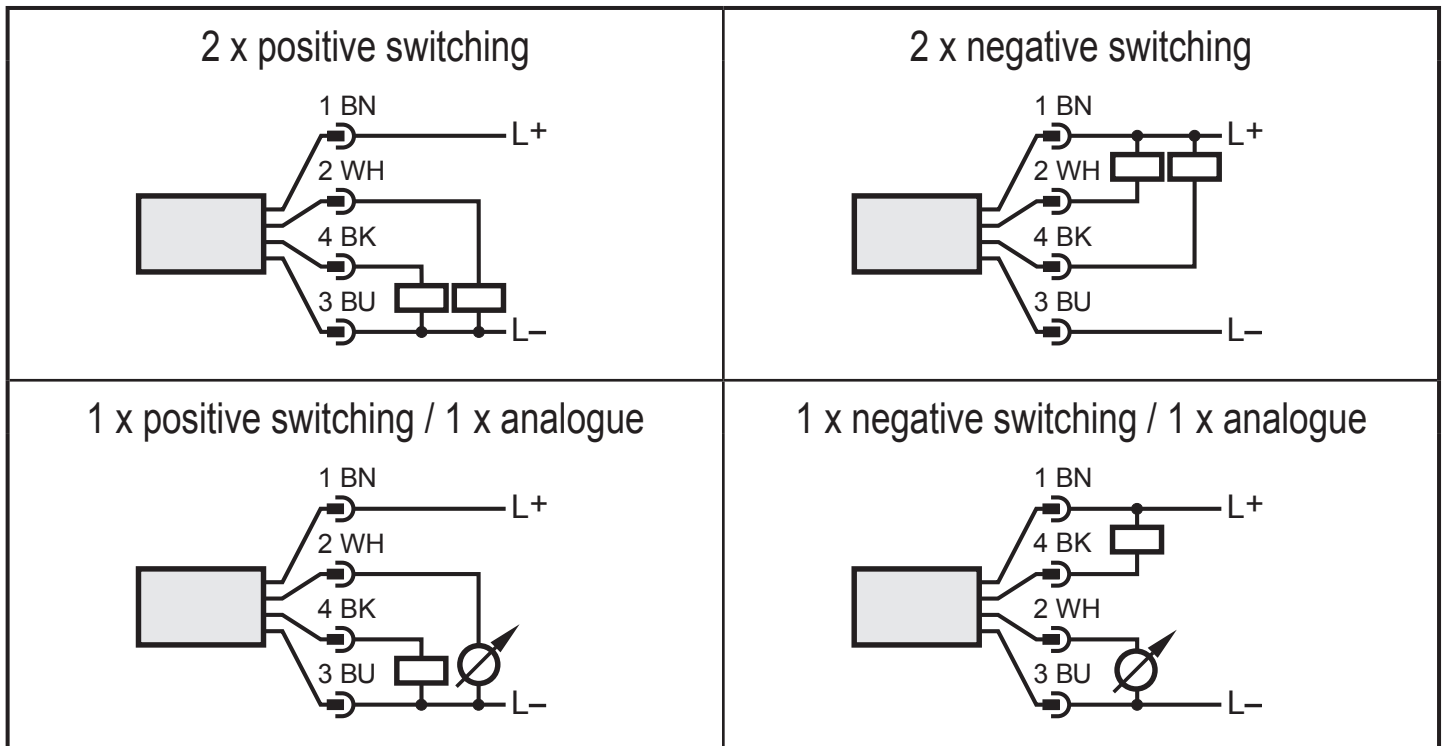 2 x positive switching
1 BN
L+
2 WH
4 BK
3 BU
L–
2 x negative switching
1 BN
L+
2 WH
4 BK
3 BU
L–
1 x positive switching / 1 x analogue
1 BN
L+
2 WH
4 BK
3 BU
L–
1 x negative switching / 1 x analogue
1 BN
L+
4 BK
2 WH
3 BU
L–